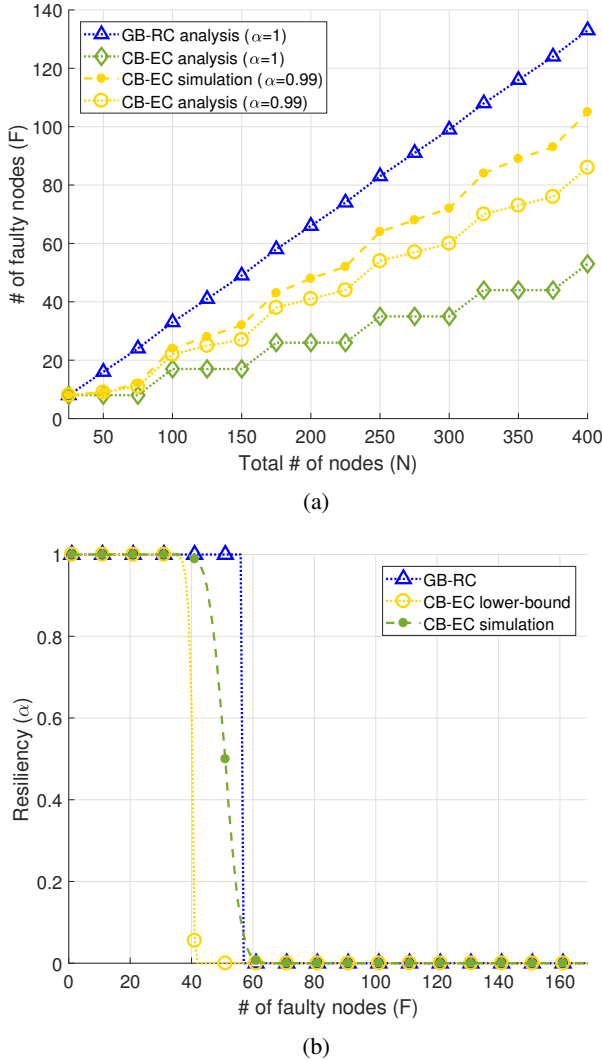 140
120
100
80
60
40
20
0
# of faulty nodes (F)
GB-RC analysis (α=1)
CB-EC analysis (α=1)
CB-EC simulation (α=0.99)
CB-EC analysis (α=0.99)
50 100 150 200 250 300 350 400
Total # of nodes (N)
(a)
1
0.8
0.6
0.4
0.2
0
Resiliency (α)
GB-RC
CB-EC lower-bound
CB-EC simulation
0 20 40 60 80 100 120 140 160
# of faulty nodes (F)
(b)